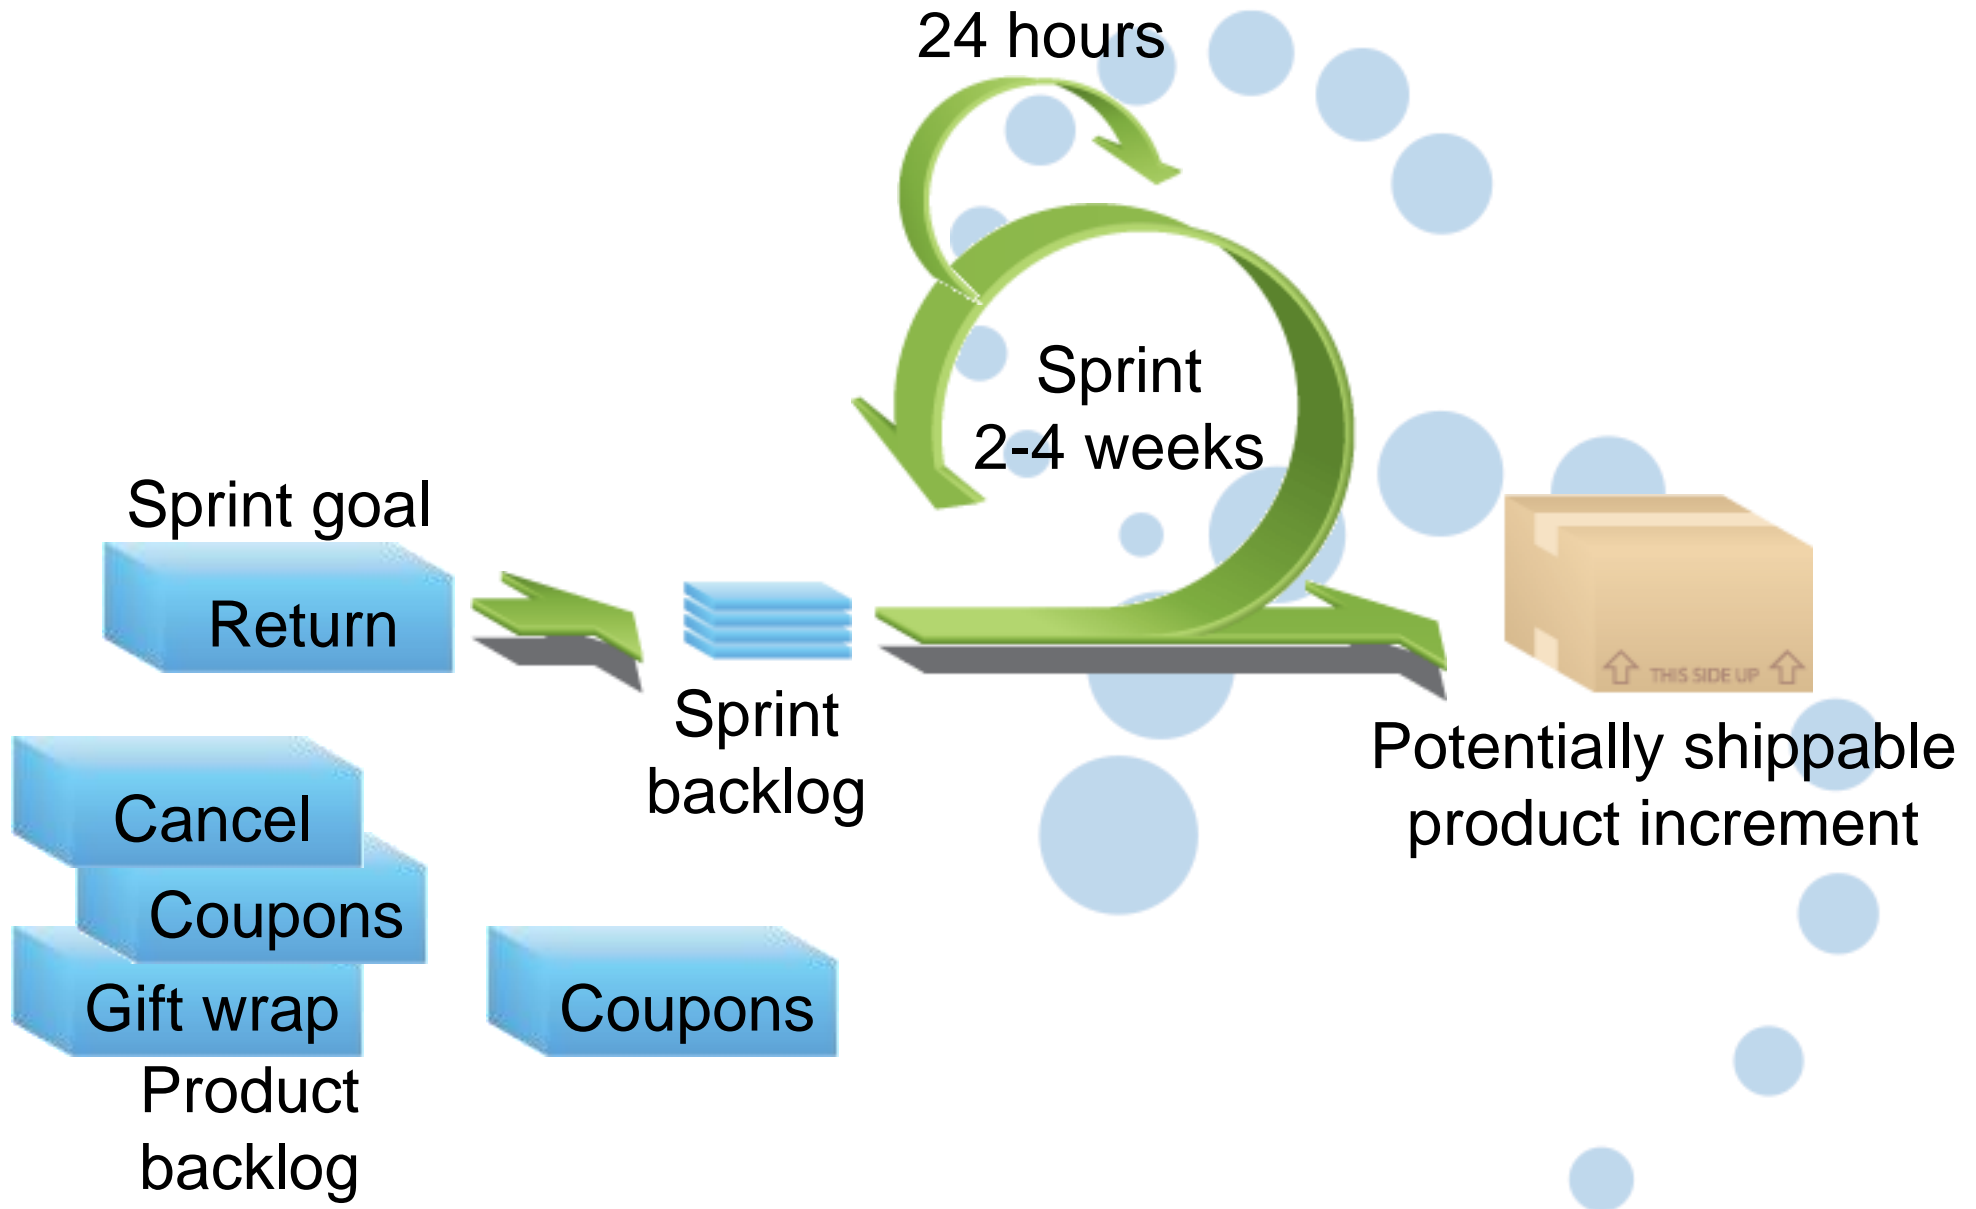 24 hours
Sprint
2-4 weeks
Sprint goal
Return
Sprint
backlog
THIS SIDE UP
Potentially shippable
product increment
Cancel
Coupons
Gift wrap
Coupons
Product
backlog